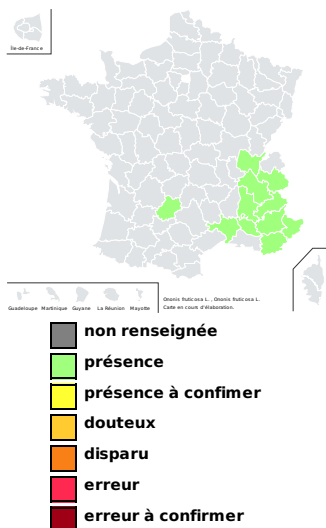 Île-de-France
Guadeloupe Martinique Guyane La Réunion Mayotte
Ononis fruticosa L. , Ononis fruticosa L.
Carte en cours d'élaboration.
non renseignée
présence
présence à confimer
douteux
disparu
erreur
erreur à confirmer